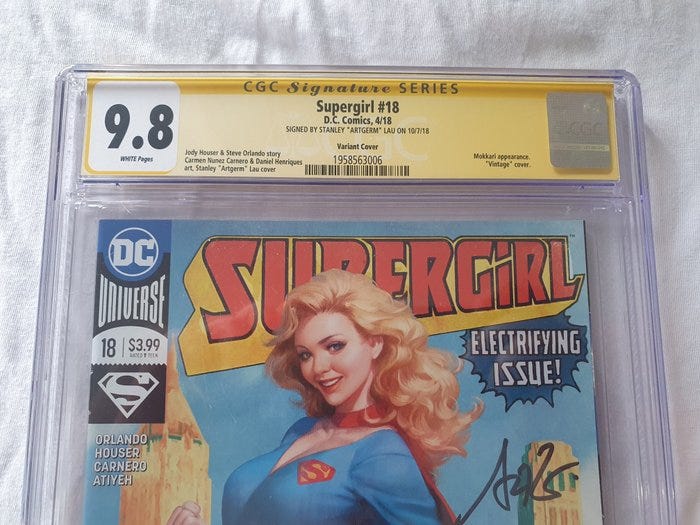 CGC Signature SERIES
9.8
WHITE Pages
Supergirl #18
D.C. Comics, 4/18
SIGNED BY STANLEY "ARTGERM" LAU ON 10/7/18
Variant Cover
1958563006
Jody Houser & Steve Orlando story
Carmen Nunez Carnero & Daniel Henriques
art, Stanley "Artgerm" Lau cover
Mokkari appearance.
"Vintage" cover.
CGC
DC
UNIVERSE
18 $3.99
RATED T TEEN
S
ORLANDO
HOUSER
CARNERO
ATIYEH
SUPERGIRL
ELECTRIFYING
ISSUE!
S